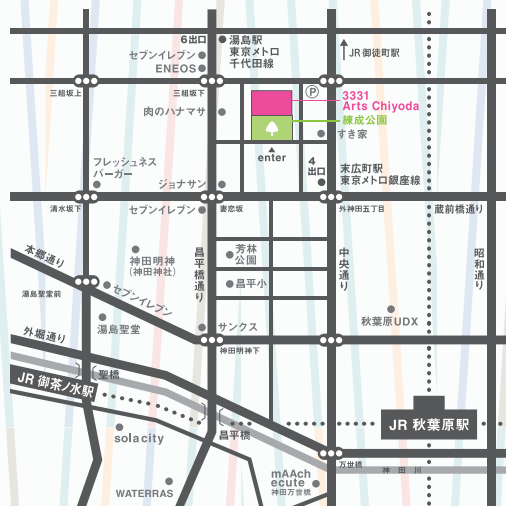 6出口
湯島駅
東京メトロ
千代田線
セブンイレブン
ENEOS
JR 御徒町駅
三組坂上
三組坂下
P
3331
Arts Chiyoda
練成公園
肉のハナマサ
すき家
enter
4
出口
末広町駅
東京メトロ銀座線
フレッシュネス
バーガー
ジョナサン
清水坂下
セブンイレブン
妻恋坂
外神田五丁目
蔵前橋通り
本郷通り
神田明神
(神田神社)
昌平橋通り
芳林
公園
昌平小
中央通り
昭和通り
湯島聖堂前
セブンイレブン
湯島聖堂
サンクス
秋葉原UDX
外堀通り
神田明神下
聖橋
JR 御茶ノ水駅
solacity
昌平橋
JR 秋葉原駅
万世橋
神田川
WATERRAS
mAAch
ecute
神田万世橋